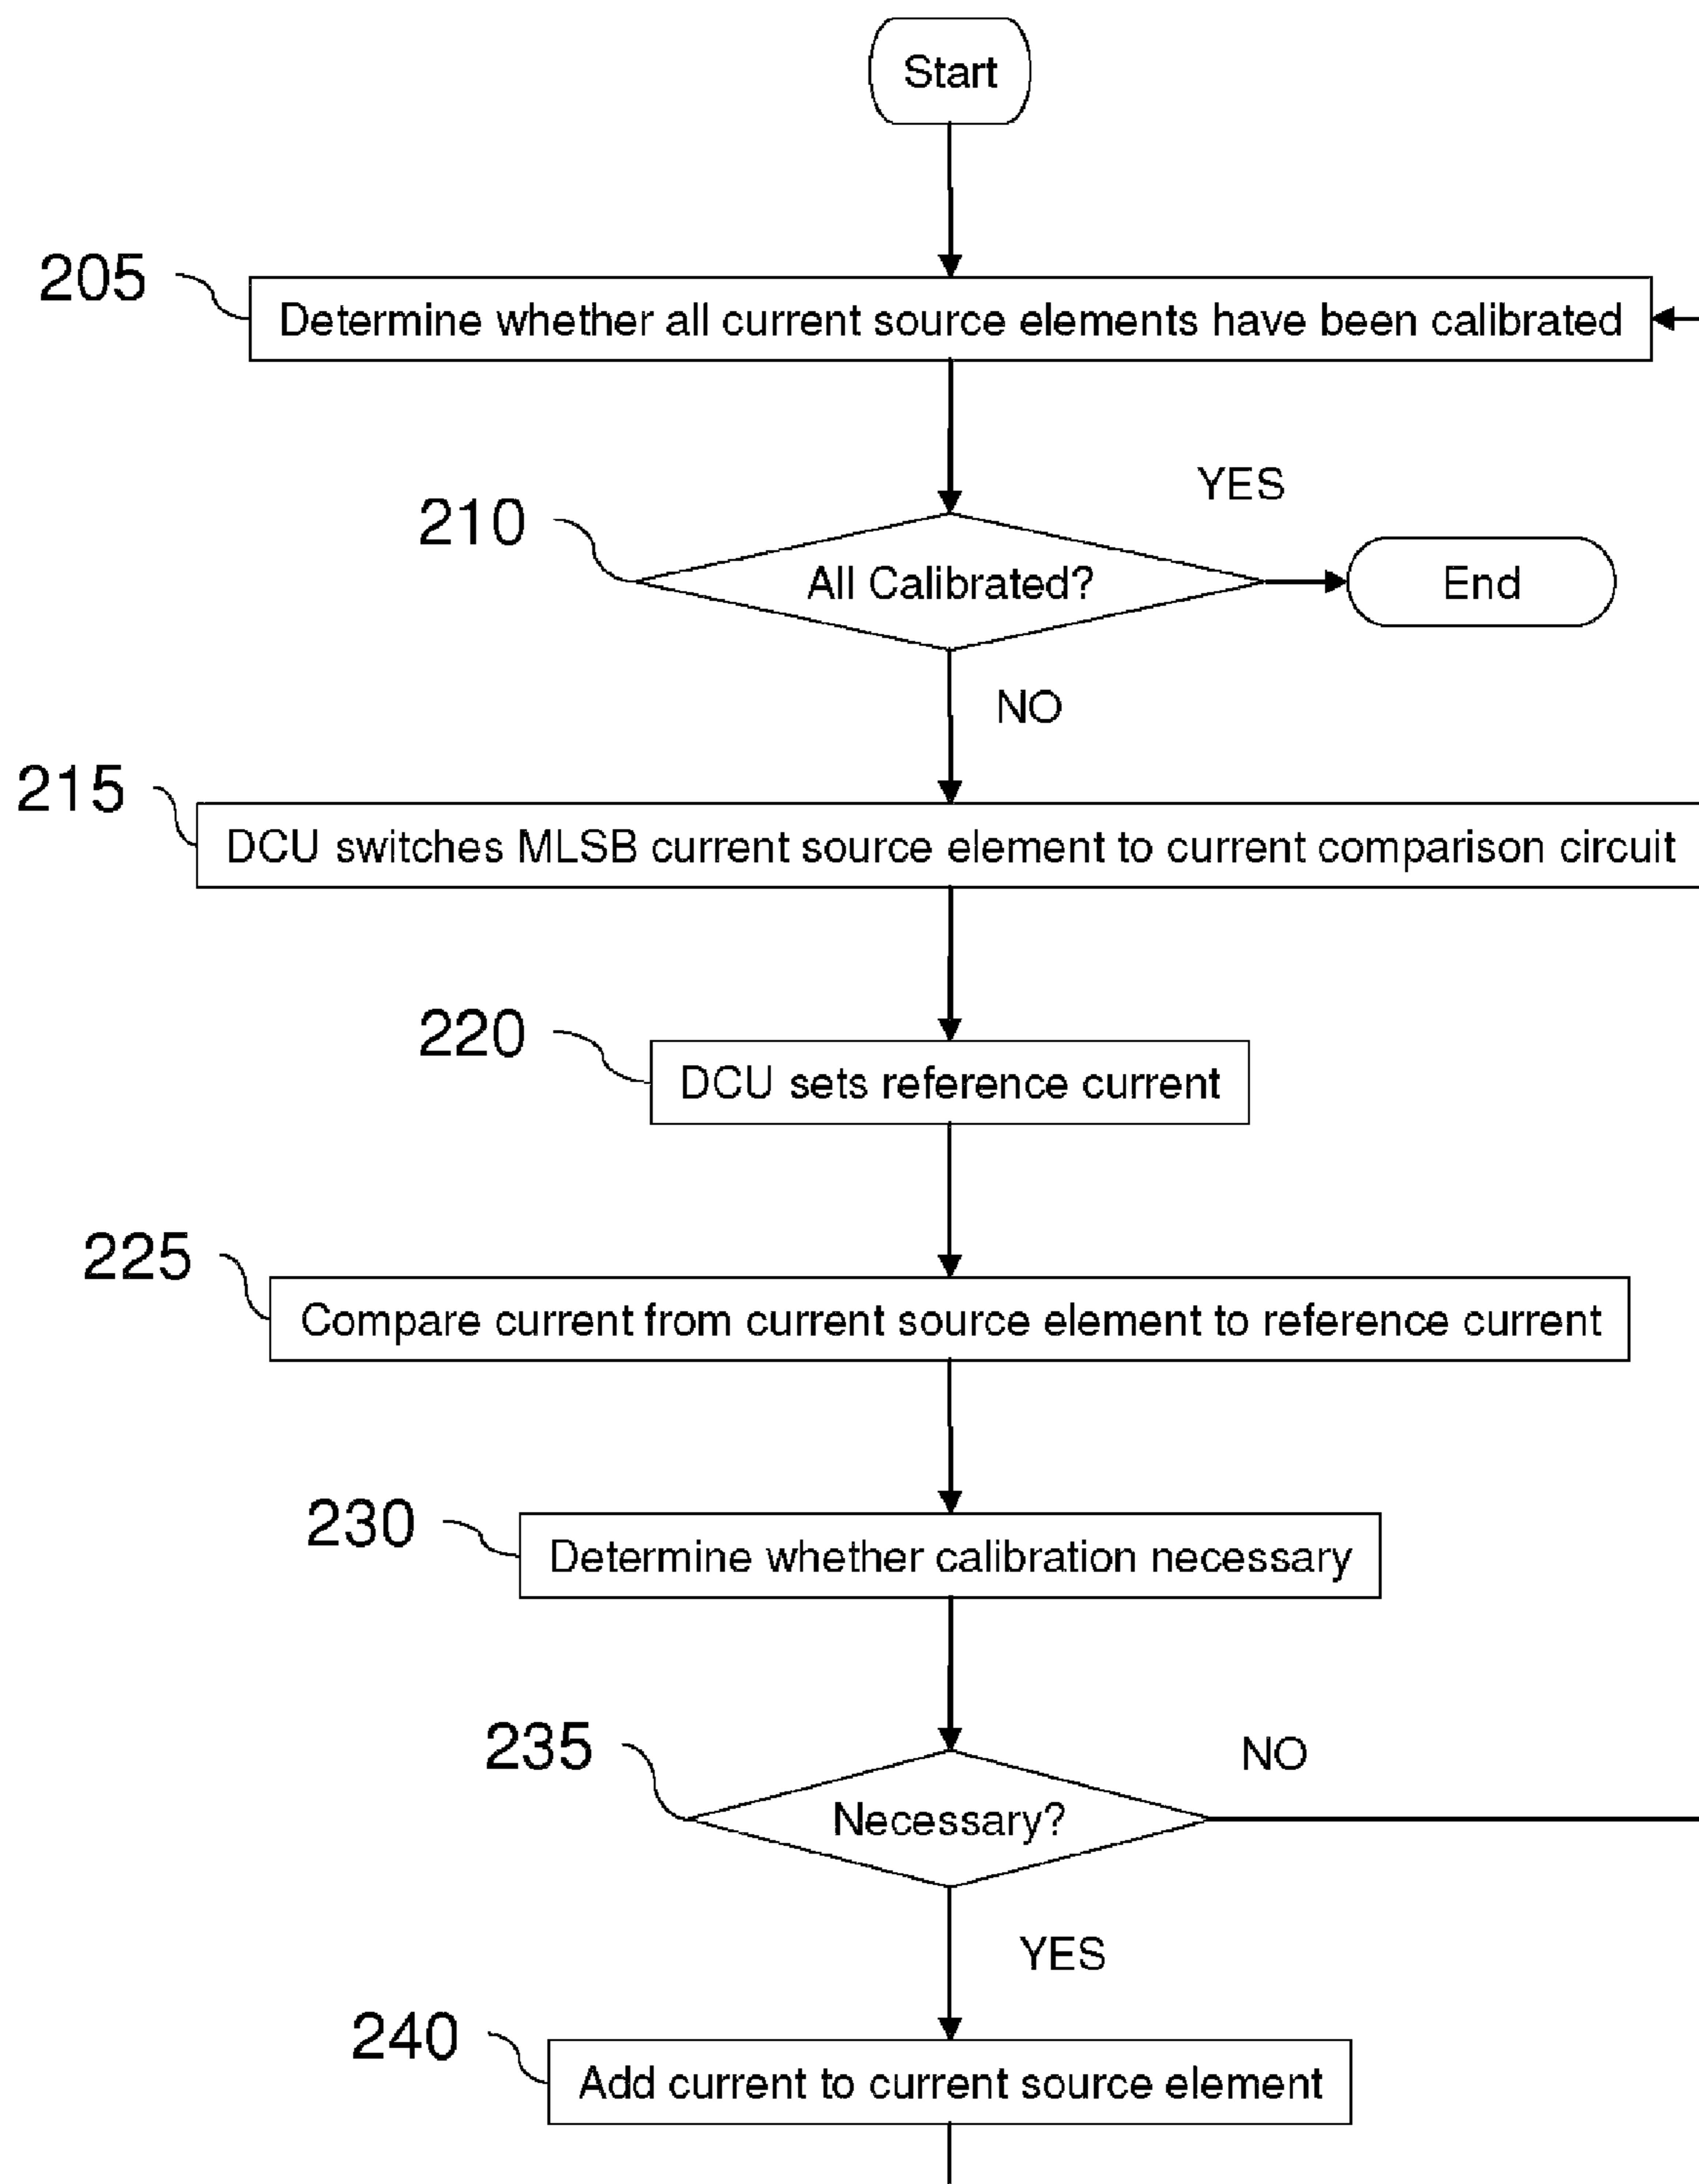 Start
205
Determine whether all current source elements have been calibrated
YES
210
All Calibrated?
End
NO
215
DCU switches MLSB current source element to current comparison circuit
220
DCU sets reference current
225
Compare current from current source element to reference current
230
Determine whether calibration necessary
235
NO
Necessary?
YES
240
Add current to current source element